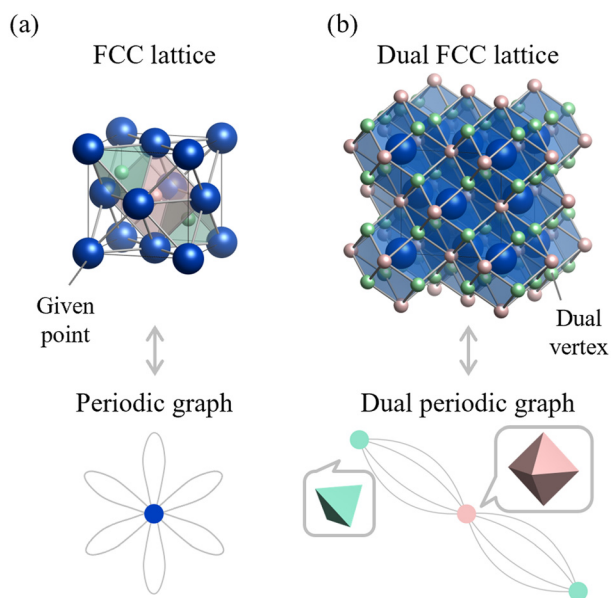 (a)
FCC lattice
Given
point
Periodic graph
(b)
Dual FCC lattice
Dual
vertex
Dual periodic graph